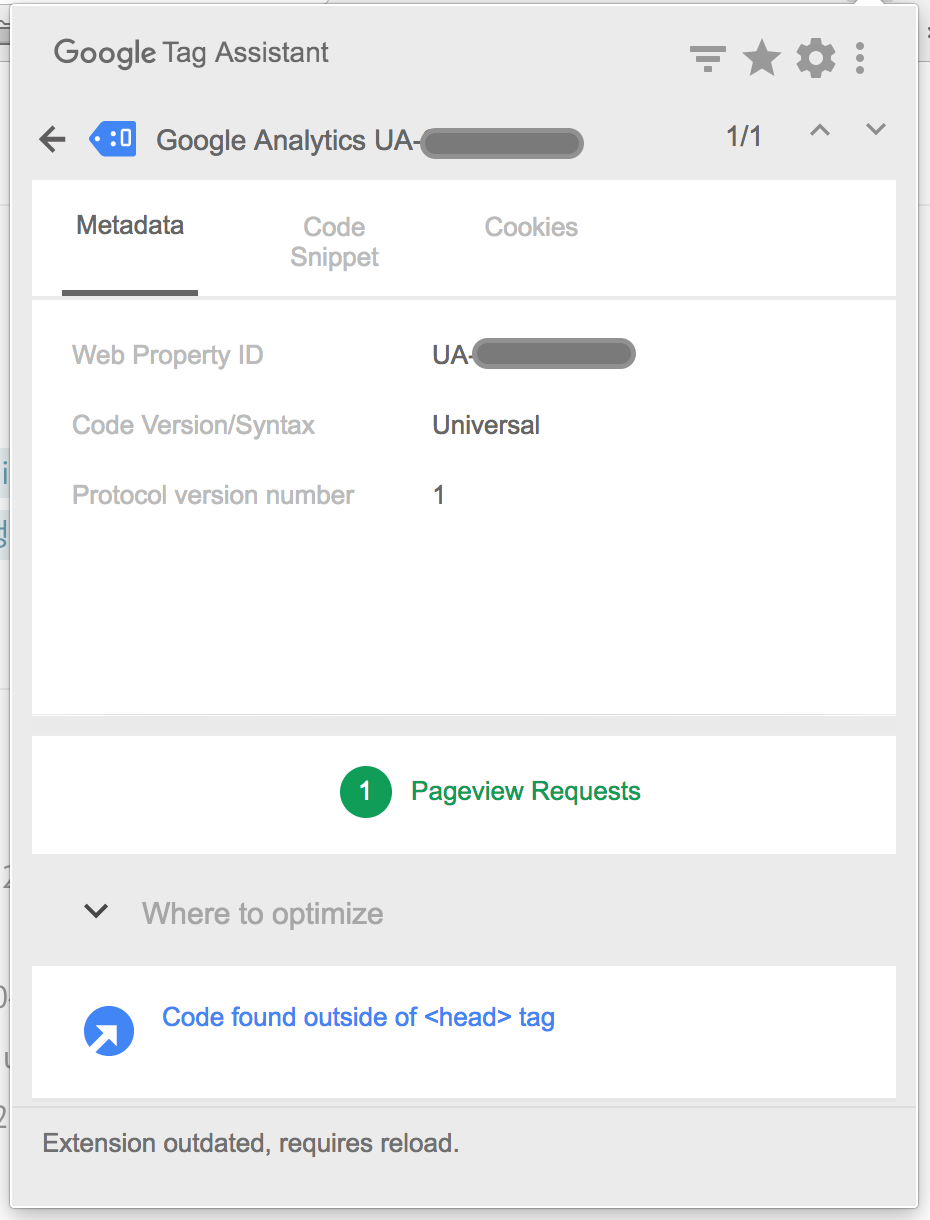 Google Tag Assistant
Google Analytics UA-
1/1
Metadata
Code
Snippet
Cookies
Web Property ID
UA-
Code Version/Syntax
Universal
Protocol version number
1
1
Pageview Requests
Where to optimize
Code found outside of <head> tag
Extension outdated, requires reload.